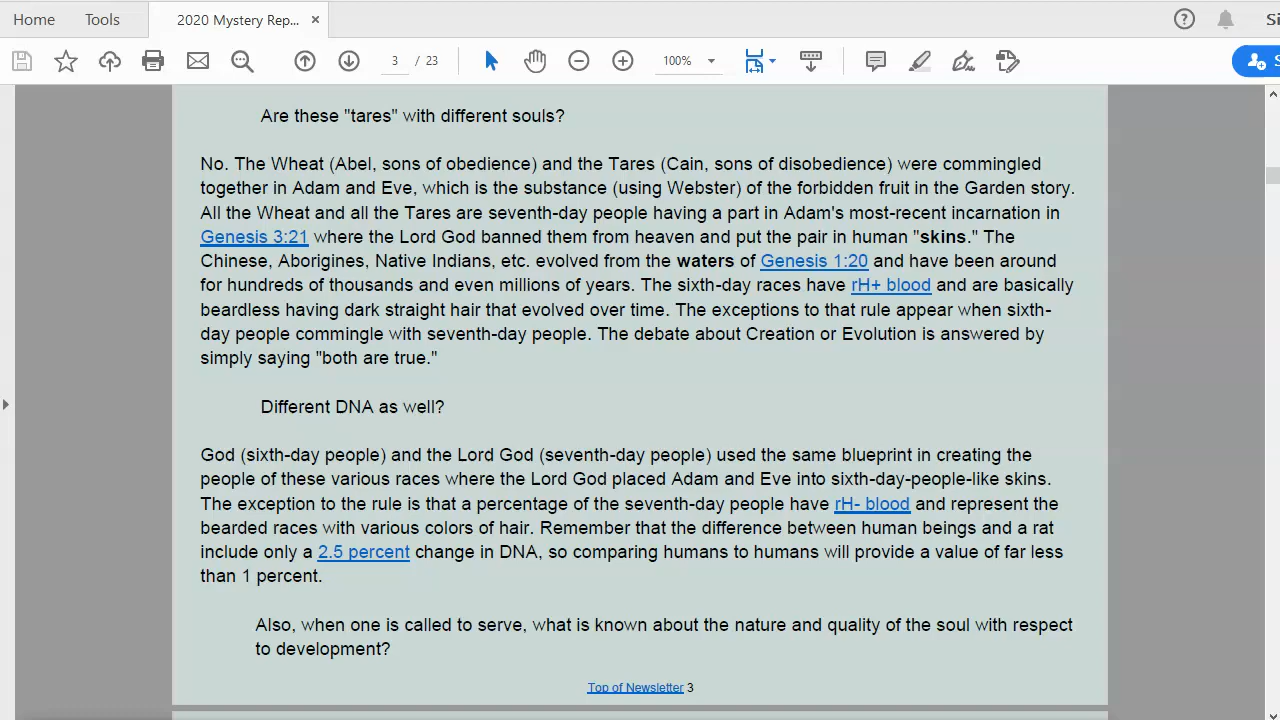 Home
Tools
2020 Mystery Rep...
Si
3 / 23
100%
S
Are these "tares" with different souls?
No. The Wheat (Abel, sons of obedience) and the Tares (Cain, sons of disobedience) were commingled
together in Adam and Eve, which is the substance (using Webster) of the forbidden fruit in the Garden story.
All the Wheat and all the Tares are seventh-day people having a part in Adam's most-recent incarnation in
Genesis 3:21 where the Lord God banned them from heaven and put the pair in human "skins." The
Chinese, Aborigines, Native Indians, etc. evolved from the waters of Genesis 1:20 and have been around
for hundreds of thousands and even millions of years. The sixth-day races have rH+ blood and are basically
beardless having dark straight hair that evolved over time. The exceptions to that rule appear when sixth-
day people commingle with seventh-day people. The debate about Creation or Evolution is answered by
simply saying "both are true."
Different DNA as well?
God (sixth-day people) and the Lord God (seventh-day people) used the same blueprint in creating the
people of these various races where the Lord God placed Adam and Eve into sixth-day-people-like skins.
The exception to the rule is that a percentage of the seventh-day people have rH- blood and represent the
bearded races with various colors of hair. Remember that the difference between human beings and a rat
include only a 2.5 percent change in DNA, so comparing humans to humans will provide a value of far less
than 1 percent.
Also, when one is called to serve, what is known about the nature and quality of the soul with respect
to development?
Top of Newsletter 3